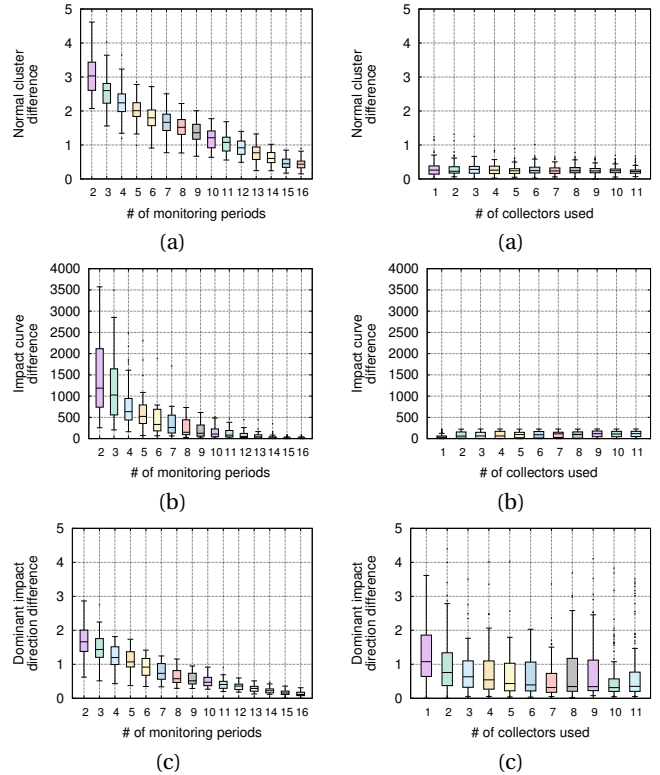 5
4
3
2
1
0
Normal cluster
difference
2 3 4 5 6 7 8 9 10 11 12 13 14 15 16
# of monitoring periods
(a)
5
4
3
2
1
0
Normal cluster
difference
1 2 3 4 5 6 7 8 9 10 11
# of collectors used
(a)
4000
3500
3000
2500
2000
1500
1000
500
0
Impact curve
difference
2 3 4 5 6 7 8 9 10 11 12 13 14 15 16
# of monitoring periods
(b)
4000
3500
3000
2500
2000
1500
1000
500
0
Impact curve
difference
1 2 3 4 5 6 7 8 9 10 11
# of collectors used
(b)
5
4
3
2
1
0
Dominant impact
direction difference
2 3 4 5 6 7 8 9 10 11 12 13 14 15 16
# of monitoring periods
(c)
5
4
3
2
1
0
Dominant impact
direction difference
1 2 3 4 5 6 7 8 9 10 11
# of collectors used
(c)